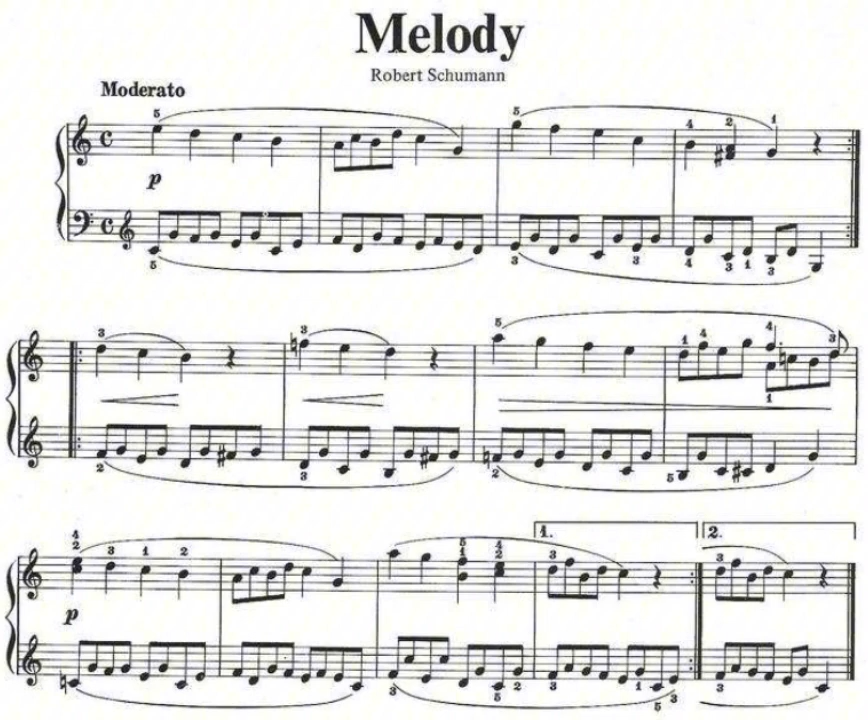 Melody
Robert Schumann
Moderato
p
1. 2.
p